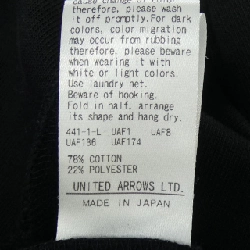 therefore, please wash
it off promptly. For dark
colors, color migration
may occur from rubbing
therefore, please beware
when wearing it with
white or light colors.
Use laundry net.
Beware of hooking.
Fold in half, arrange
its shape and hang dry.
441-1-L UAF1 UAF8
UAF136 UAF174
78% COTTON
22% POLYESTER
UNITED ARROWS LTD.
MADE IN JAPAN